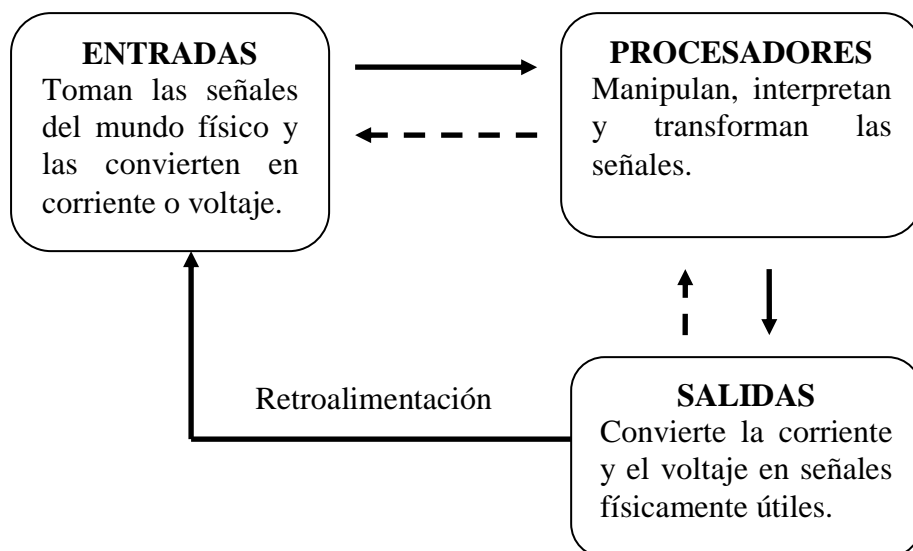 ENTRADAS
Toman las señales
del mundo físico y
las convierten en
corriente o voltaje.
PROCESADORES
Manipulan, interpretan
y transforman las
señales.
Retroalimentación
SALIDAS
Convierte la corriente
y el voltaje en señales
físicamente útiles.